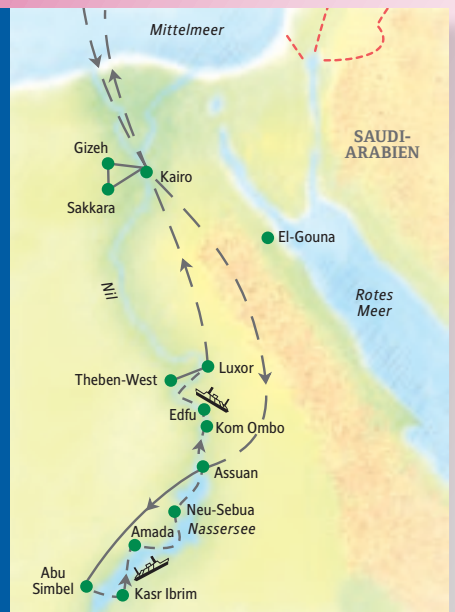 Mittelmeer
SAUDI-
ARABIEN
Gizeh
Kairo
Sakkara
El-Gouna
Nil
Rotes
Meer
Luxor
Theben-West
Edfu
Kom Ombo
Assuan
Neu-Sebua
Nassersee
Amada
Abu
Simbel
Kasr Ibrim